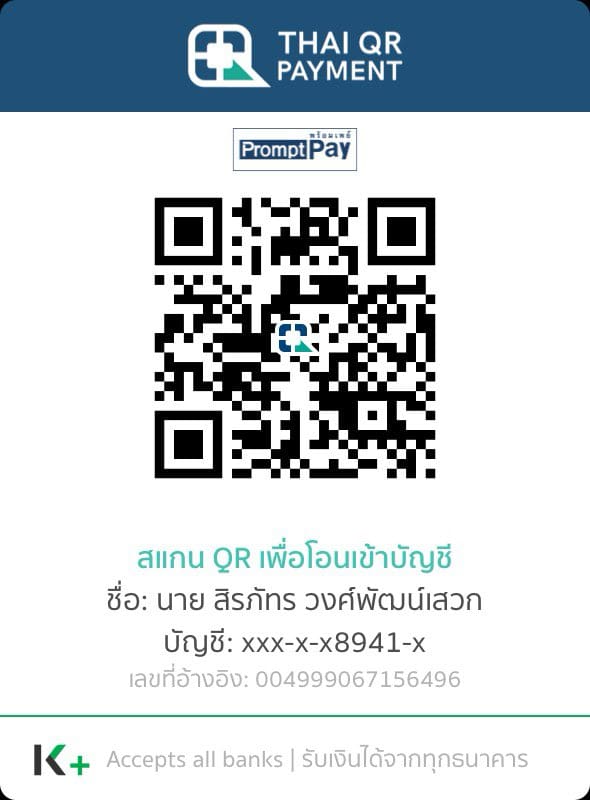 THAI QR
PAYMENT
พร้อมเพย์
PromptPay
สแกน QR เพื่อโอนเข้าบัญชี
ชื่อ: นาย สิรภัทร วงศ์พัฒน์เสวก
บัญชี: xxx-x-x8941-x
เลขที่อ้างอิง: 004999067156496
K+
Accepts all banks | รับเงินได้จากทุกธนาคาร